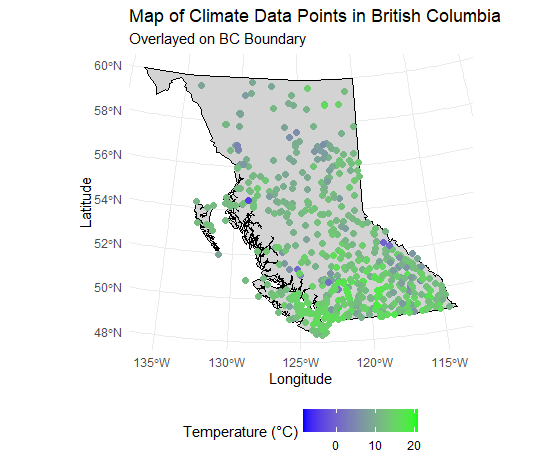 Map of Climate Data Points in British Columbia
Overlayed on BC Boundary
60°N
58°N
56°N
54°N
52°N
50°N
48°N
Latitude
135°W 130°W 125°W 120°W 115°W
Longitude
Temperature (°C)
0 10 20